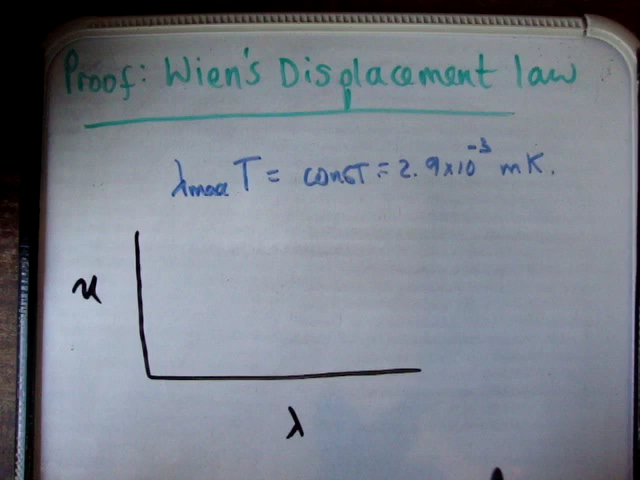 Proof: Wien's Displacement law
λmax T = const = 2.9x10⁻³ mK.
u
λ